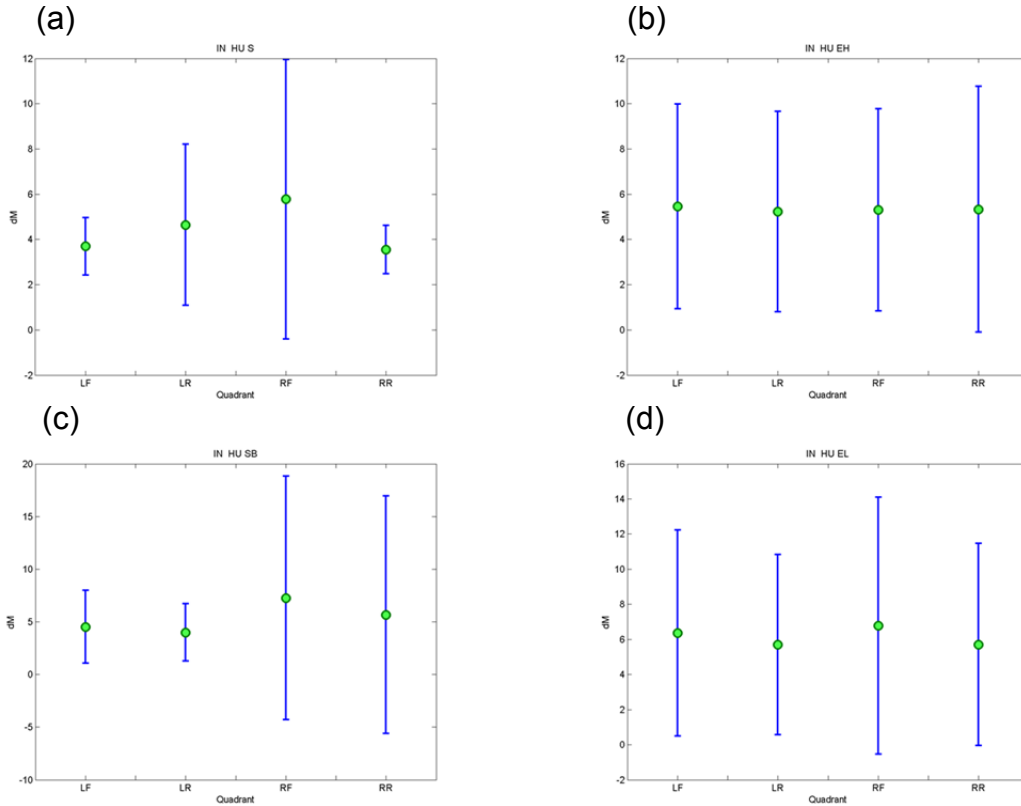 (a)
IN HU S
12
10
8
6
4
2
0
-2
dM
LF LR RF RR
Quadrant
(b)
IN HU EH
12
10
8
6
4
2
0
-2
dM
LF LR RF RR
Quadrant
(c)
IN HU SB
20
15
10
5
0
-5
-10
dM
LF LR RF RR
Quadrant
(d)
IN HU EL
16
14
12
10
8
6
4
2
0
-2
dM
LF LR RF RR
Quadrant